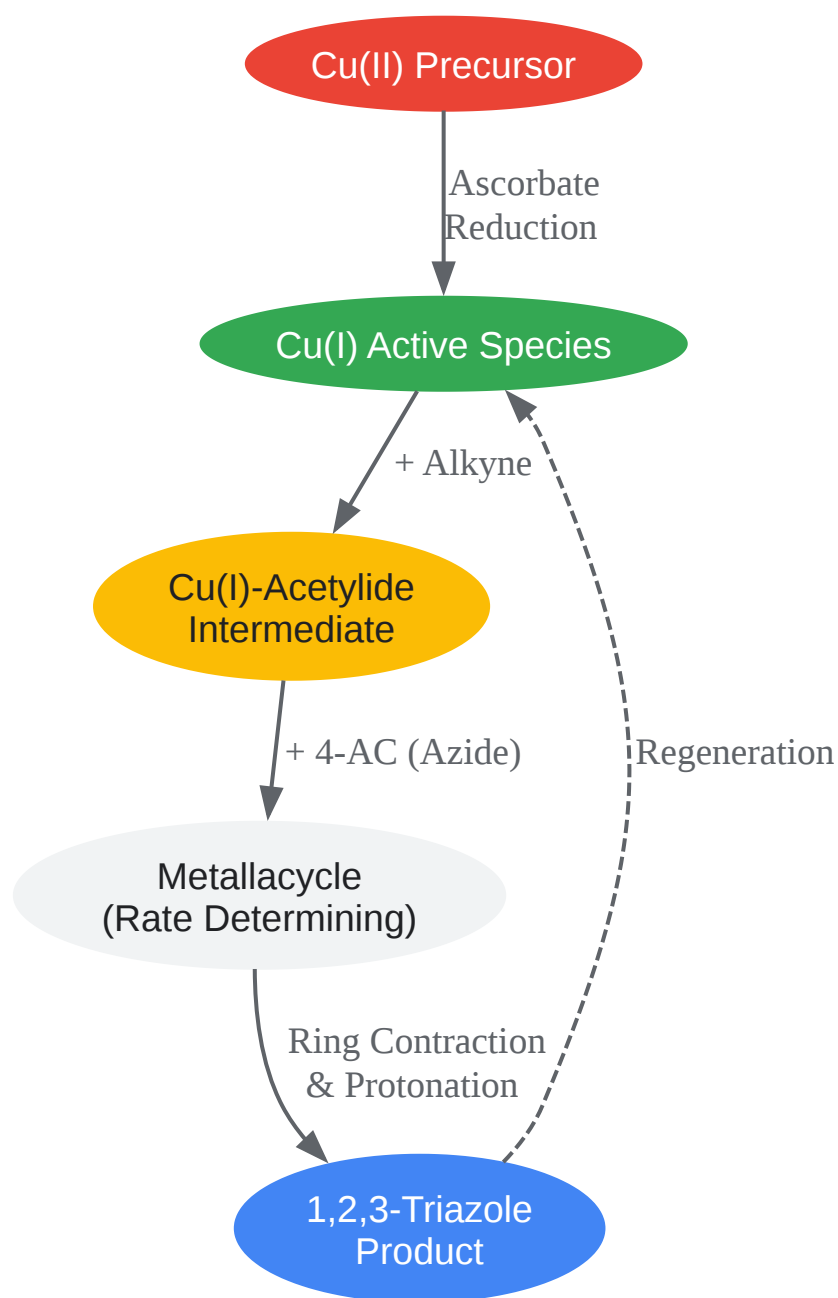 Cu(II) Precursor
Ascorbate
Reduction
Cu(I) Active Species
+ Alkyne
Cu(I)-Acetylide
Intermediate
+ 4-AC (Azide)
Regeneration
Metallacycle
(Rate Determining)
Ring Contraction
& Protonation
1,2,3-Triazole
Product